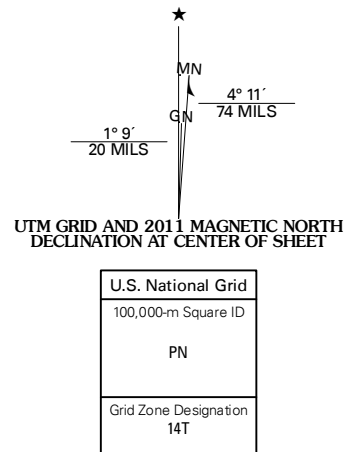 ★
MN
4° 11´
74 MILS
GN
1° 9´
20 MILS
UTM GRID AND 2011 MAGNETIC NORTH
DECLINATION AT CENTER OF SHEET
U.S. National Grid
100,000-m Square ID
PN
Grid Zone Designation
14T